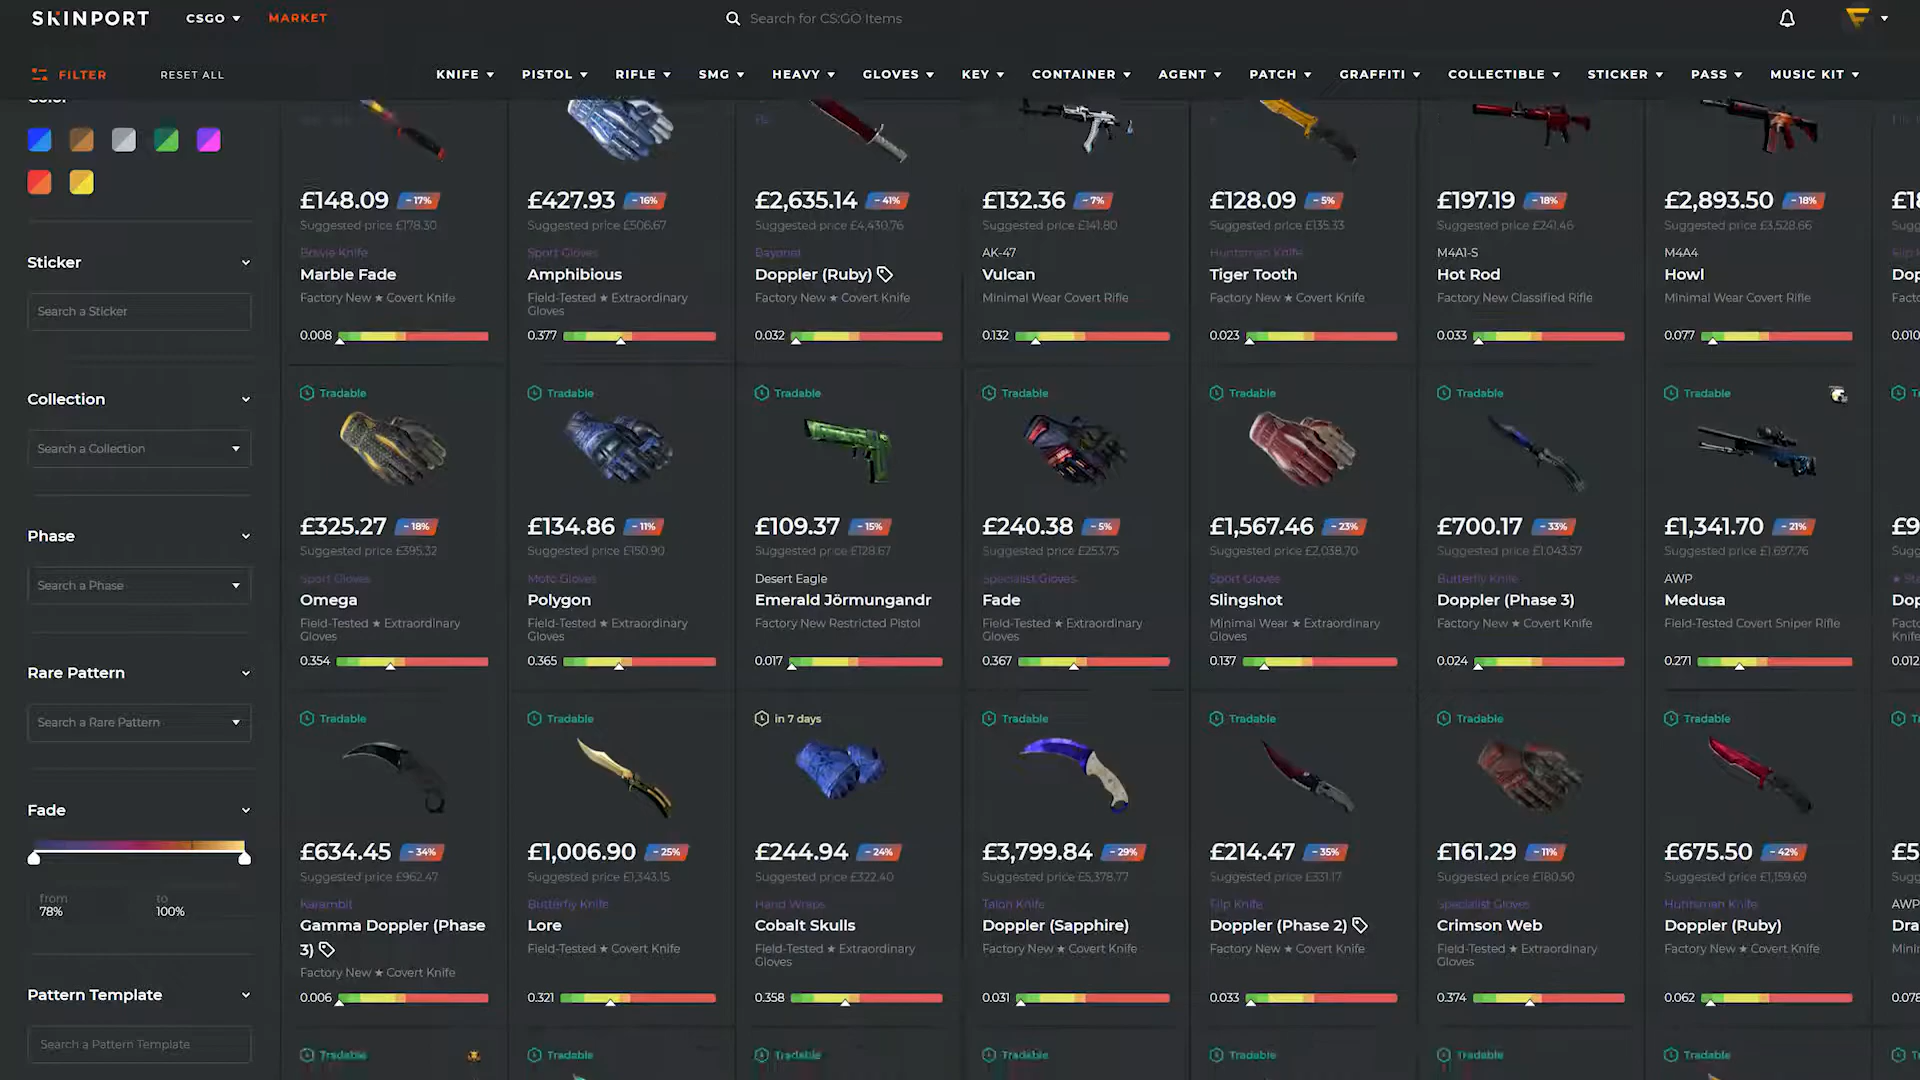 SKINPORT CSGO MARKET Search for CS:GO Items
FILTER RESET ALL KNIFE PISTOL RIFLE SMG HEAVY GLOVES KEY CONTAINER AGENT PATCH GRAFFITI COLLECTIBLE STICKER PASS MUSIC KIT
Color
Sticker
Search a Sticker
Collection
Search a Collection
Phase
Search a Phase
Rare Pattern
Search a Rare Pattern
Fade
from to
78% 100%
Pattern Template
Search a Pattern Template
£148.09 - 17%
Suggested price £178.30
Bowie Knife
Marble Fade
Factory New ★ Covert Knife
0.008
£427.93 - 16%
Suggested price £506.67
Sport Gloves
Amphibious
Field-Tested ★ Extraordinary
Gloves
0.377
£2,635.14 - 41%
Suggested price £4,430.76
Bayonet
Doppler (Ruby)
Factory New ★ Covert Knife
0.032
£132.36 - 7%
Suggested price £141.80
AK-47
Vulcan
Minimal Wear Covert Rifle
0.132
£128.09 - 5%
Suggested price £135.33
Huntsman Knife
Tiger Tooth
Factory New ★ Covert Knife
0.023
£197.19 - 18%
Suggested price £241.46
M4A1-S
Hot Rod
Factory New Classified Rifle
0.033
£2,893.50 - 18%
Suggested price £3,528.66
M4A4
Howl
Minimal Wear Covert Rifle
0.077
0.010
Tradable
£325.27 - 18%
Suggested price £395.32
Sport Gloves
Omega
Field-Tested ★ Extraordinary
Gloves
0.354
Tradable
£134.86 - 11%
Suggested price £150.90
Moto Gloves
Polygon
Field-Tested ★ Extraordinary
Gloves
0.365
Tradable
£109.37 - 15%
Suggested price £128.67
Desert Eagle
Emerald Jörmungandr
Factory New Restricted Pistol
0.017
Tradable
£240.38 - 5%
Suggested price £253.75
Specialist Gloves
Fade
Field-Tested ★ Extraordinary
Gloves
0.367
Tradable
£1,567.46 - 23%
Suggested price £2,038.70
Sport Gloves
Slingshot
Minimal Wear ★ Extraordinary
Gloves
0.137
Tradable
£700.17 - 33%
Suggested price £1,043.57
Butterfly Knife
Doppler (Phase 3)
Factory New ★ Covert Knife
0.024
Tradable
£1,341.70 - 21%
Suggested price £1,697.76
AWP
Medusa
Field-Tested Covert Sniper Rifle
0.271
0.012
Tradable
£634.45 - 34%
Suggested price £962.47
Karambit
Gamma Doppler (Phase
3)
Factory New ★ Covert Knife
0.006
Tradable
£1,006.90 - 25%
Suggested price £1,343.15
Butterfly Knife
Lore
Field-Tested ★ Covert Knife
0.321
in 7 days
£244.94 - 24%
Suggested price £322.40
Hand Wraps
Cobalt Skulls
Field-Tested ★ Extraordinary
Gloves
0.358
Tradable
£3,799.84 - 29%
Suggested price £5,378.77
Talon Knife
Doppler (Sapphire)
Factory New ★ Covert Knife
0.031
Tradable
£214.47 - 35%
Suggested price £331.17
Flip Knife
Doppler (Phase 2)
Factory New ★ Covert Knife
0.033
Tradable
£161.29 - 11%
Suggested price £180.50
Specialist Gloves
Crimson Web
Field-Tested ★ Extraordinary
Gloves
0.374
Tradable
£675.50 - 42%
Suggested price £1,159.69
Huntsman Knife
Doppler (Ruby)
Factory New ★ Covert Knife
0.062
AWP
0.078
Tradable Tradable Tradable Tradable Tradable Tradable Tradable